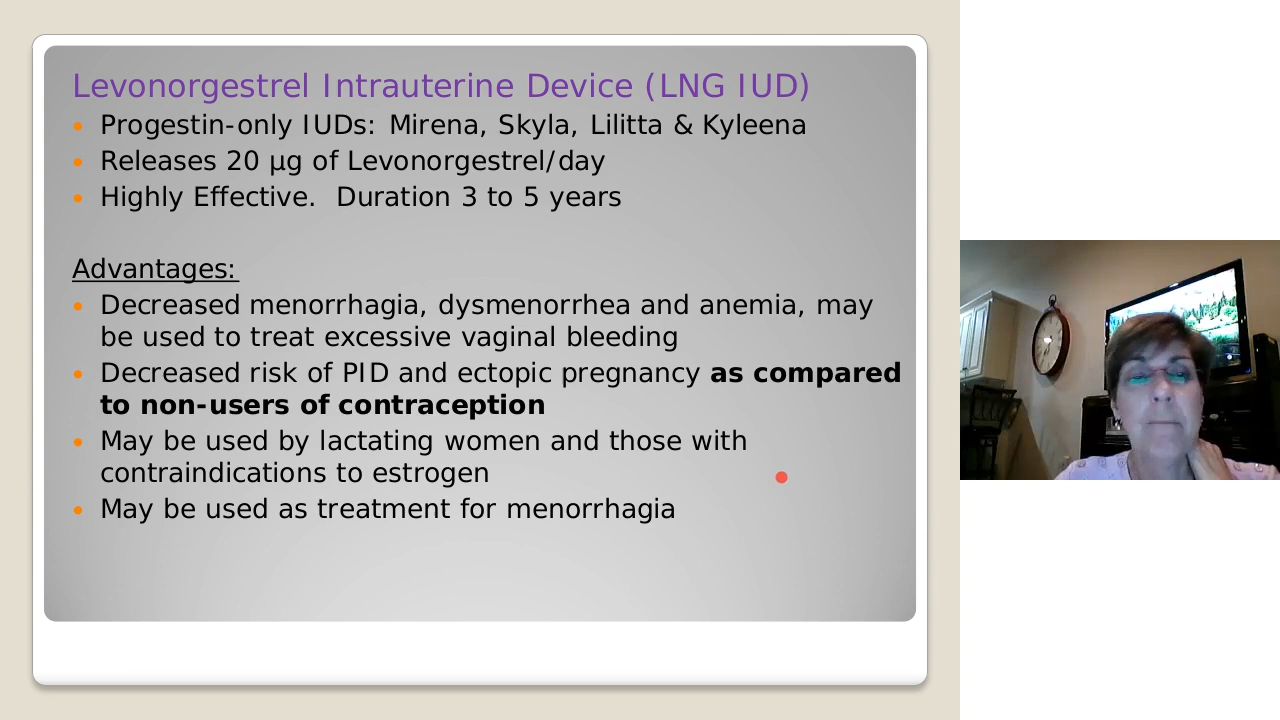 Levonorgestrel Intrauterine Device (LNG IUD)
• Progestin-only IUDs: Mirena, Skyla, Lilitta & Kyleena
• Releases 20 µg of Levonorgestrel/day
• Highly Effective. Duration 3 to 5 years
Advantages:
• Decreased menorrhagia, dysmenorrhea and anemia, may
be used to treat excessive vaginal bleeding
• Decreased risk of PID and ectopic pregnancy as compared
to non-users of contraception
• May be used by lactating women and those with
contraindications to estrogen
• May be used as treatment for menorrhagia